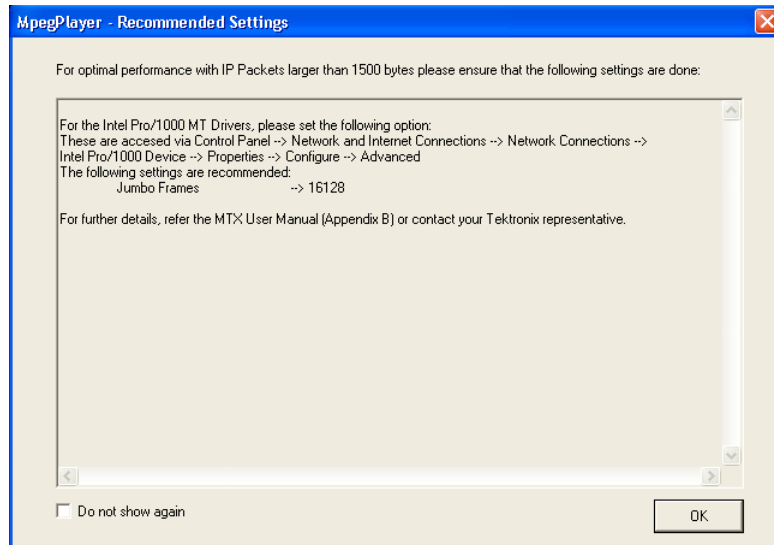 MpegPlayer - Recommended Settings
For optimal performance with IP Packets larger than 1500 bytes please ensure that the following settings are done:
For the Intel Pro/1000 MT Drivers, please set the following option:
These are accesed via Control Panel --> Network and Internet Connections --> Network Connections -->
Intel Pro/1000 Device --> Properties --> Configure --> Advanced
The following settings are recommended:
Jumbo Frames --> 16128
For further details, refer the MTX User Manual (Appendix B) or contact your Tektronix representative.
Do not show again
OK